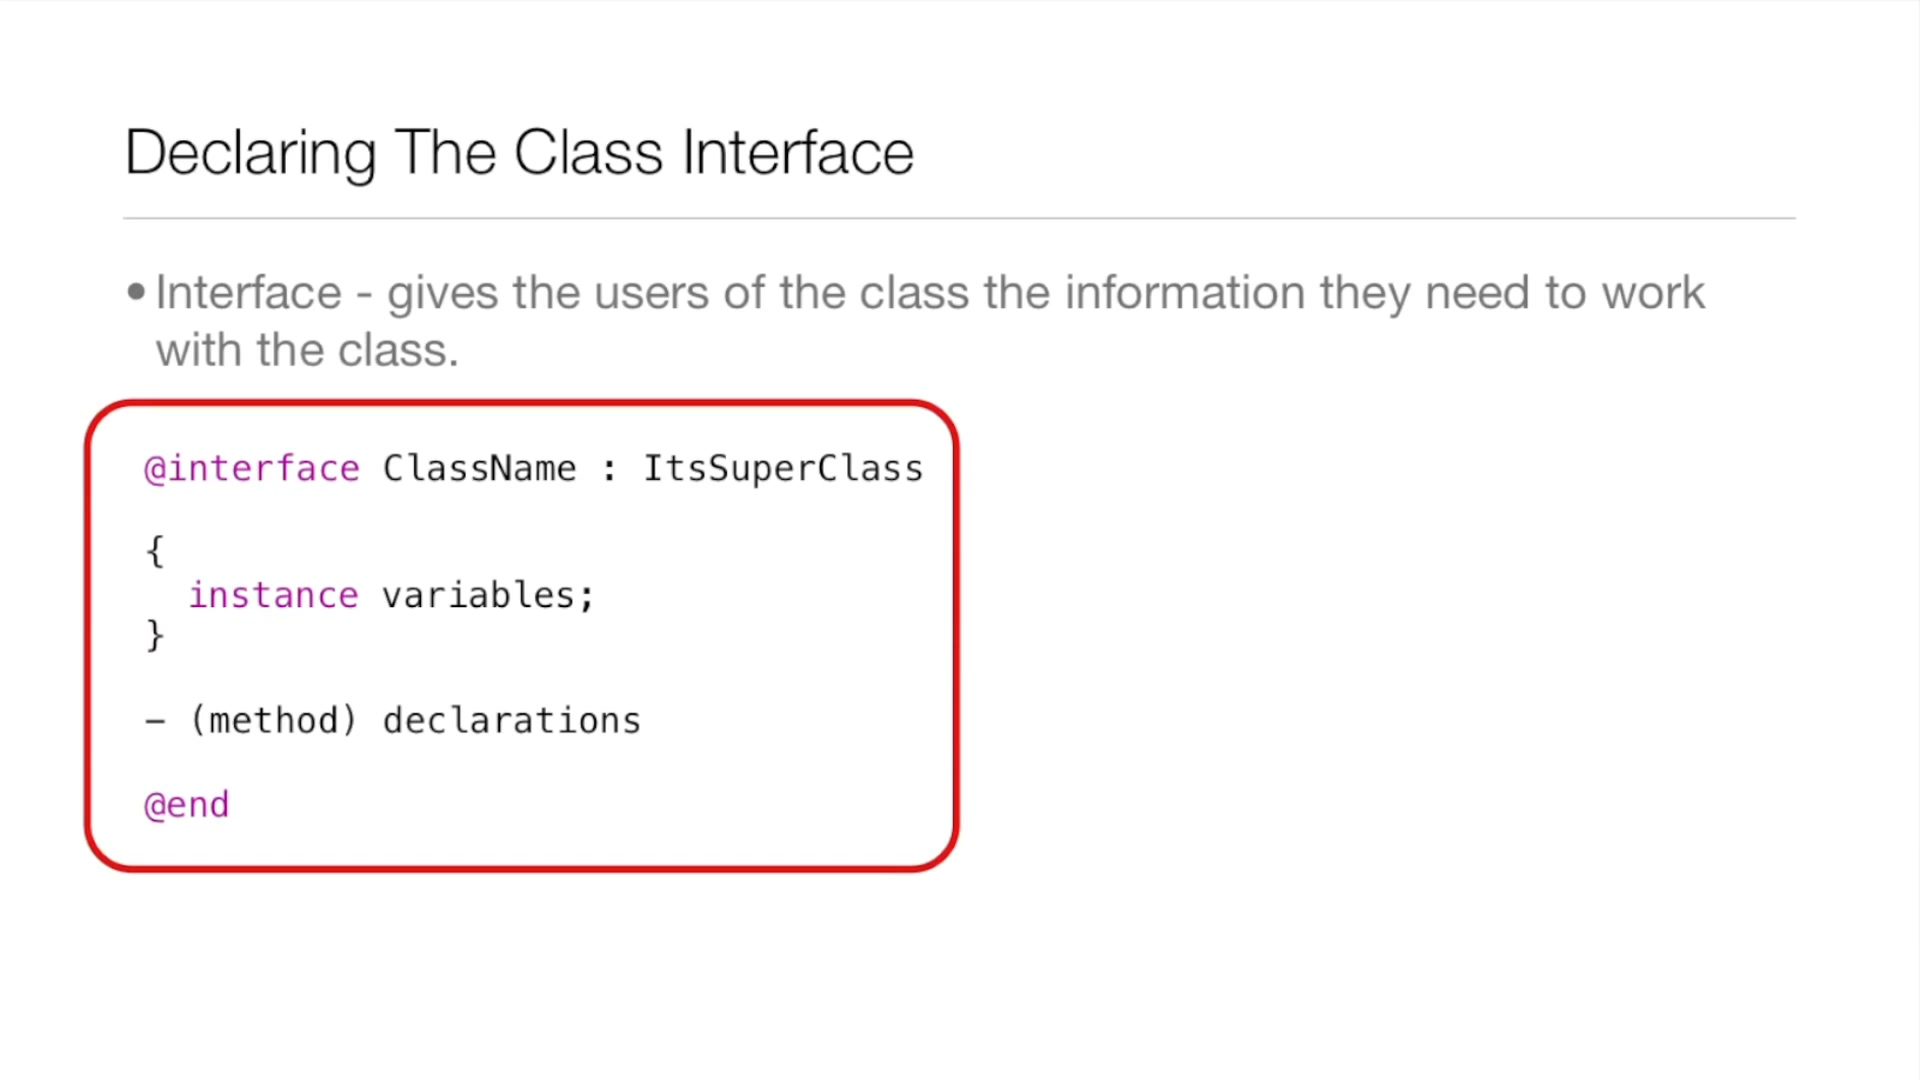 Declaring The Class Interface
•Interface - gives the users of the class the information they need to work
with the class.
@interface ClassName : ItsSuperClass
{
instance variables;
}
– (method) declarations
@end